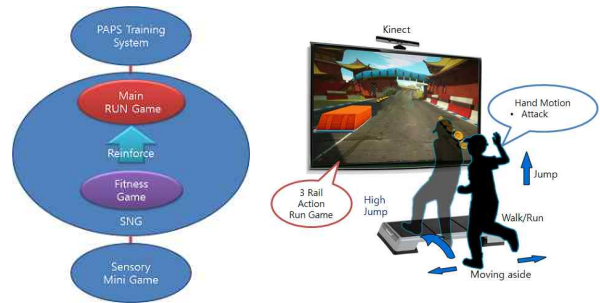 PAPS Training
System
Main
RUN Game
Reinforce
Fitness
Game
SNG
Sensory
Mini Game
Kinect
Hand Motion
• Attack
3 Rail
Action
Run Game
High
Jump
Jump
Walk/Run
Moving aside